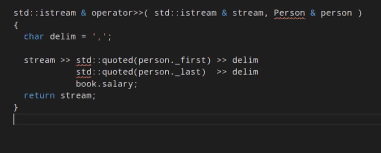 std::istream & operator>>( std::istream & stream, Person & person )
{
  char delim = ',';

  stream >> std::quoted(person._first) >> delim
            std::quoted(person._last)  >> delim
            book.salary;
  return stream;
}